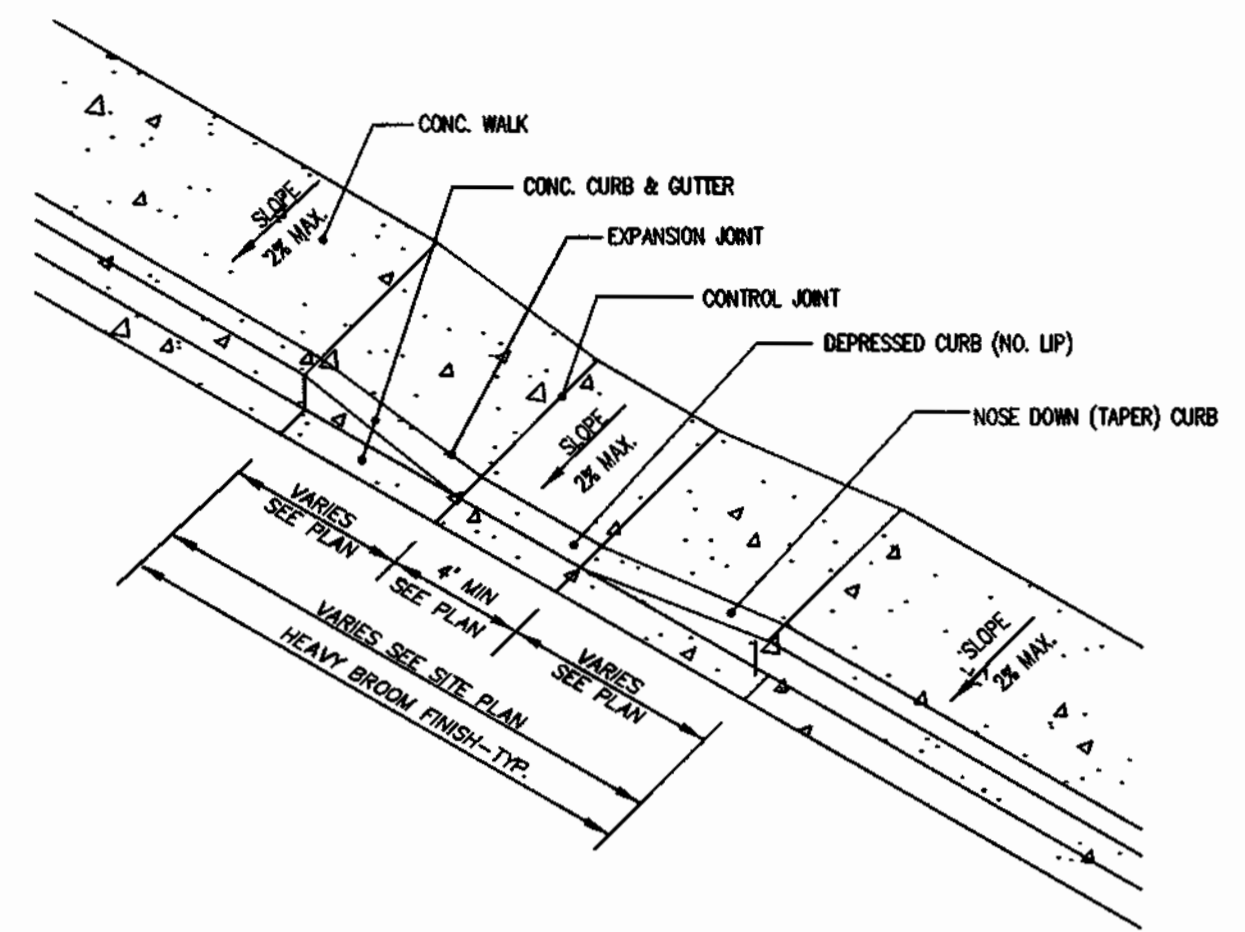 CONC. WALK
CONC. CURB & GUTTER
EXPANSION JOINT
CONTROL JOINT
DEPRESSED CURB (NO. LIP)
NOSE DOWN (TAPER) CURB
SLOPE
2% MAX.
SLOPE
2% MAX.
SLOPE
2% MAX.
VARIES
SEE PLAN
4' MIN
SEE PLAN
VARIES
SEE PLAN
VARIES SEE SITE PLAN
HEAVY BROOM FINISH-TYP.